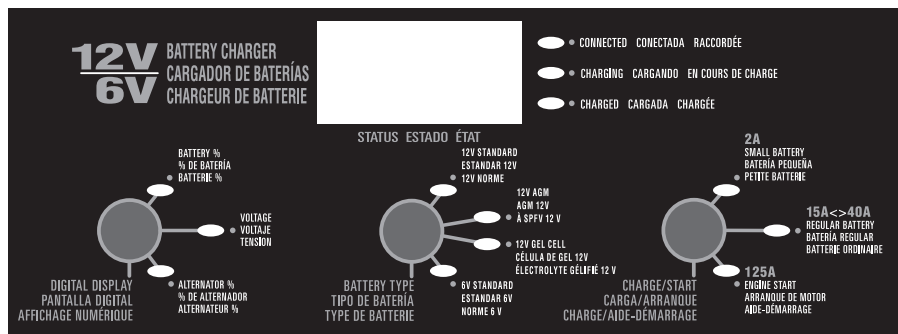 12V
6V
BATTERY CHARGER
CARGADOR DE BATERÍAS
CHARGEUR DE BATTERIE
CONNECTED CONECTADA RACCORDÉE
CHARGING CARGANDO EN COURS DE CHARGE
CHARGED CARGADA CHARGÉE
STATUS ESTADO ÉTAT
BATTERY %
% DE BATERÍA
BATTERIE %
VOLTAGE
VOLTAJE
TENSION
ALTERNATOR %
% DE ALTERNADOR
ALTERNATEUR %
DIGITAL DISPLAY
PANTALLA DIGITAL
AFFICHAGE NUMÉRIQUE
12V STANDARD
ESTANDAR 12V
12V NORME
12V AGM
AGM 12V
À SPFV 12 V
12V GEL CELL
CÉLULA DE GEL 12V
ÉLECTROLYTE GÉLIFIÉ 12 V
6V STANDARD
ESTANDAR 6V
NORME 6 V
BATTERY TYPE
TIPO DE BATERÍA
TYPE DE BATTERIE
2A
SMALL BATTERY
BATERÍA PEQUEÑA
PETITE BATTERIE
15A<>40A
REGULAR BATTERY
BATERÍA REGULAR
BATTERIE ORDINAIRE
125A
ENGINE START
ARRANQUE DE MOTOR
AIDE-DÉMARRAGE
CHARGE/START
CARGA/ARRANQUE
CHARGE/AIDE-DÉMARRAGE